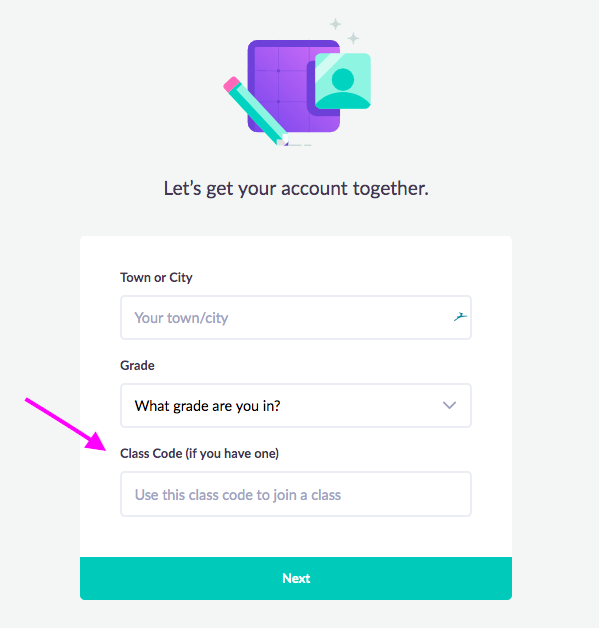 Let’s get your account together.
Town or City
Your town/city
Grade
What grade are you in?
Class Code (if you have one)
Use this class code to join a class
Next